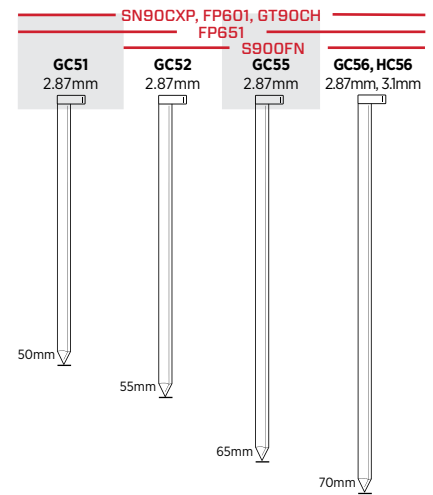 SN90CXP, FP601, GT90CH
FP651
S900FN
GC51 GC52 GC55 GC56, HC56
2.87mm 2.87mm 2.87mm 2.87mm, 3.1mm
50mm
55mm
65mm
70mm